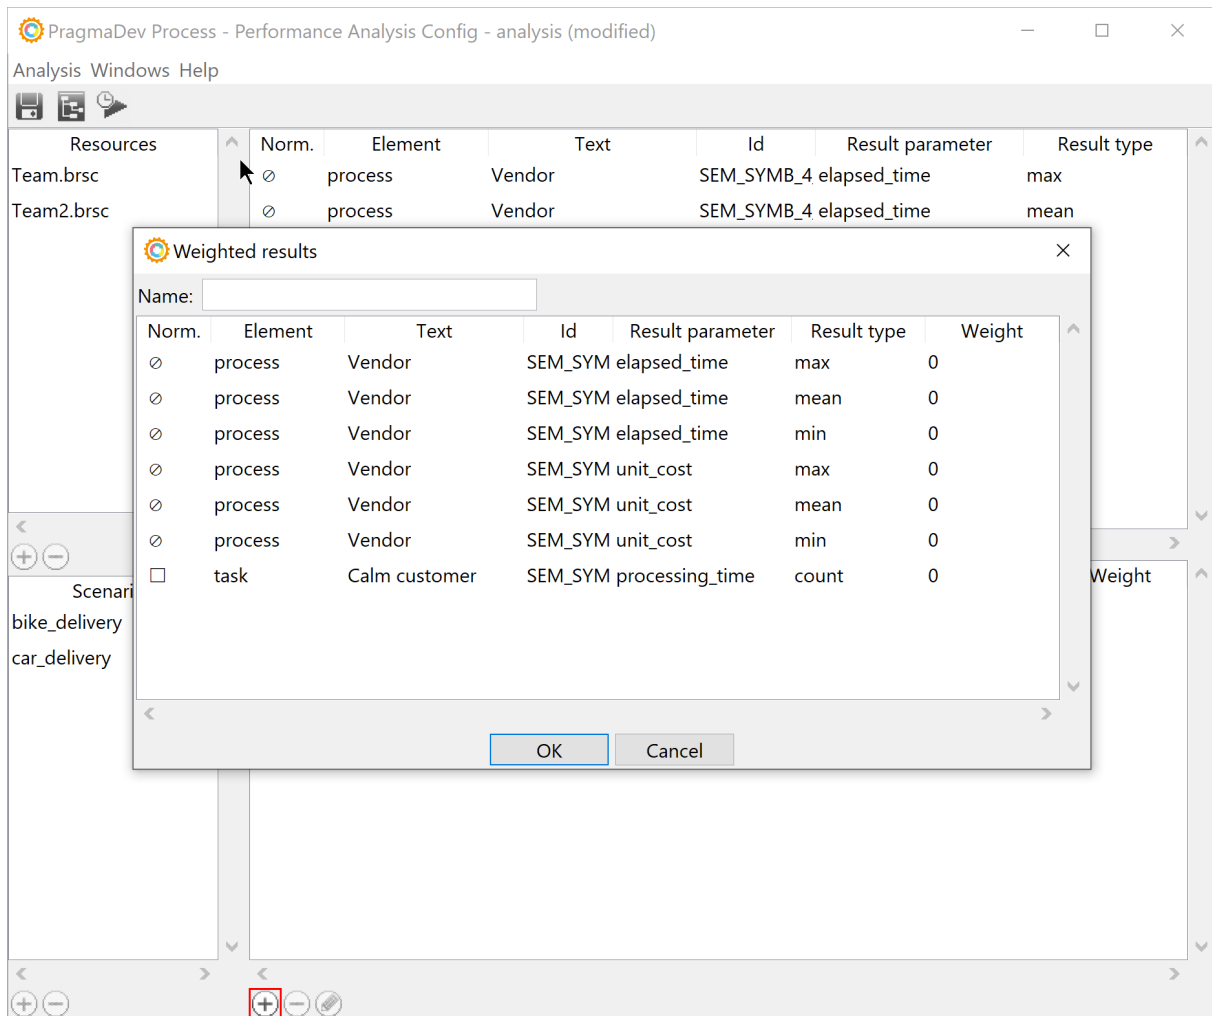 PragmaDev Process - Performance Analysis Config - analysis (modified)
Analysis Windows Help
Resources
Team.brsc
Team2.brsc
Norm. Element Text Id Result parameter Result type
process Vendor SEM_SYMB_4 elapsed_time max
process Vendor SEM_SYMB_4 elapsed_time mean
Weighted results
Name:
Norm. Element Text Id Result parameter Result type Weight
process Vendor SEM_SYM elapsed_time max 0
process Vendor SEM_SYM elapsed_time mean 0
process Vendor SEM_SYM elapsed_time min 0
process Vendor SEM_SYM unit_cost max 0
process Vendor SEM_SYM unit_cost mean 0
process Vendor SEM_SYM unit_cost min 0
task Calm customer SEM_SYM processing_time count 0
OK Cancel
Scenari
bike_delivery
car_delivery
Weight